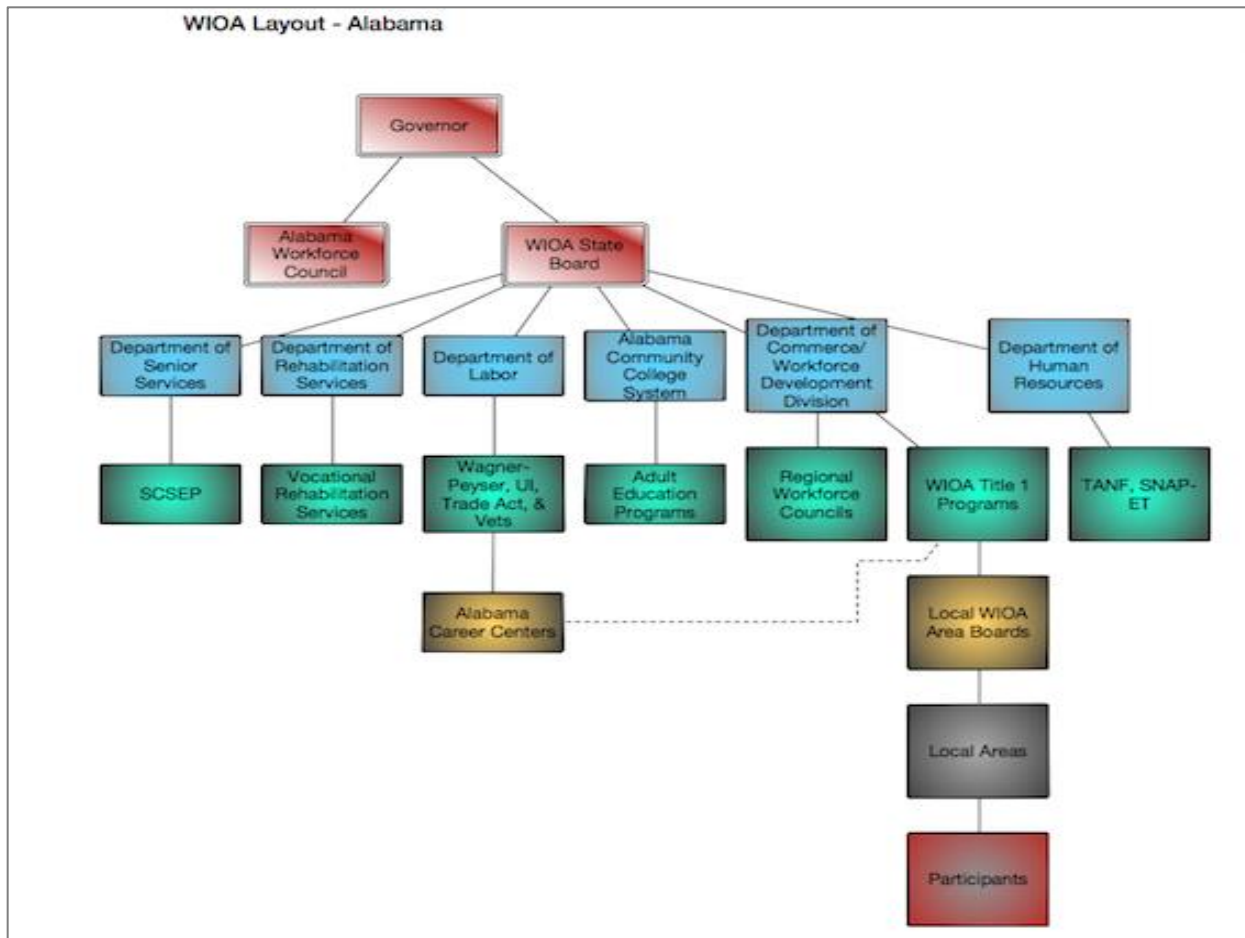 WIOA Layout - Alabama
Governor
Alabama
Workforce
Council
WIOA State
Board
Department of
Senior
Services
Department of
Rehabilitation
Services
Department of
Labor
Alabama
Community
College
System
Department of
Commerce/
Workforce
Development
Division
Department of
Human
Resources
SCSEP
Vocational
Rehabilitation
Services
Wagner-
Peyser, UI,
Trade Act, &
Vets
Adult
Education
Programs
Regional
Workforce
Councils
WIOA Title 1
Programs
TANF, SNAP-
ET
Alabama
Career Centers
Local WIOA
Area Boards
Local Areas
Participants